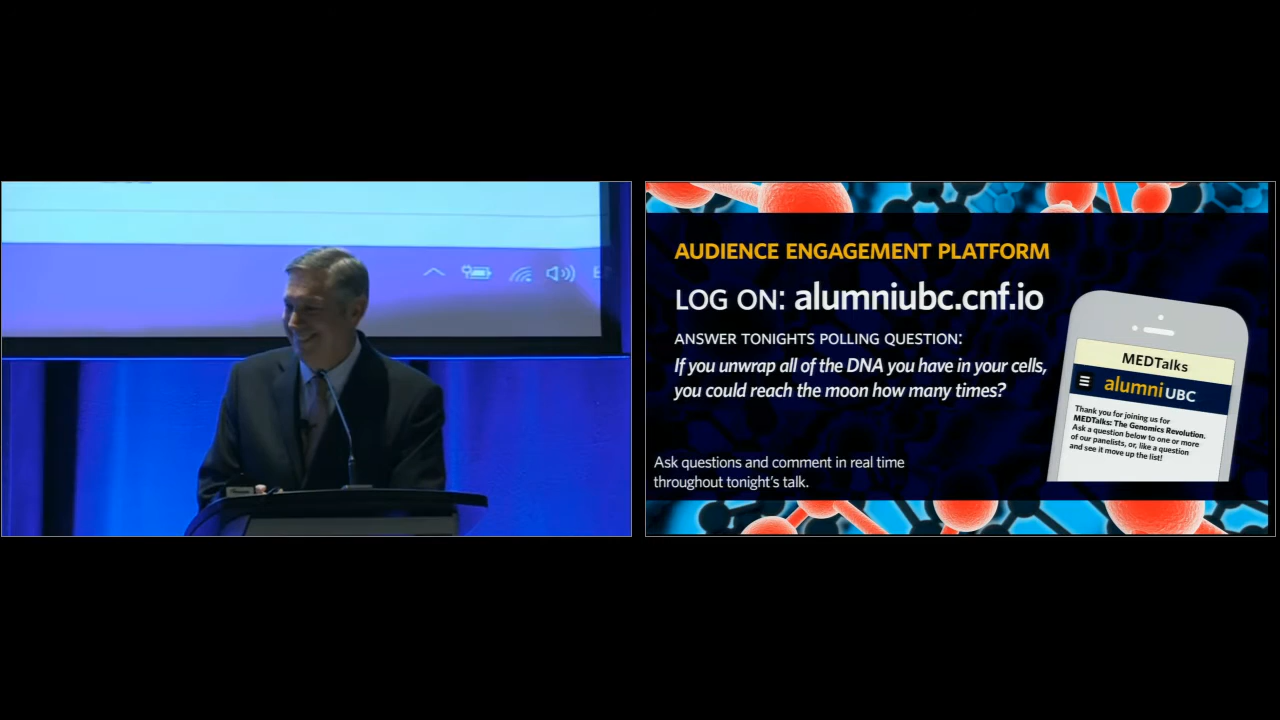 AUDIENCE ENGAGEMENT PLATFORM
LOG ON: alumniubc.cnf.io
ANSWER TONIGHTS POLLING QUESTION:
If you unwrap all of the DNA you have in your cells,
you could reach the moon how many times?
Ask questions and comment in real time
throughout tonight's talk.
MEDTalks
alumni UBC
Thank you for joining us for
MEDTalks: The Genomics Revolution.
Ask a question below to one or more
of our panelists, or, like a question
and see it move up the list!